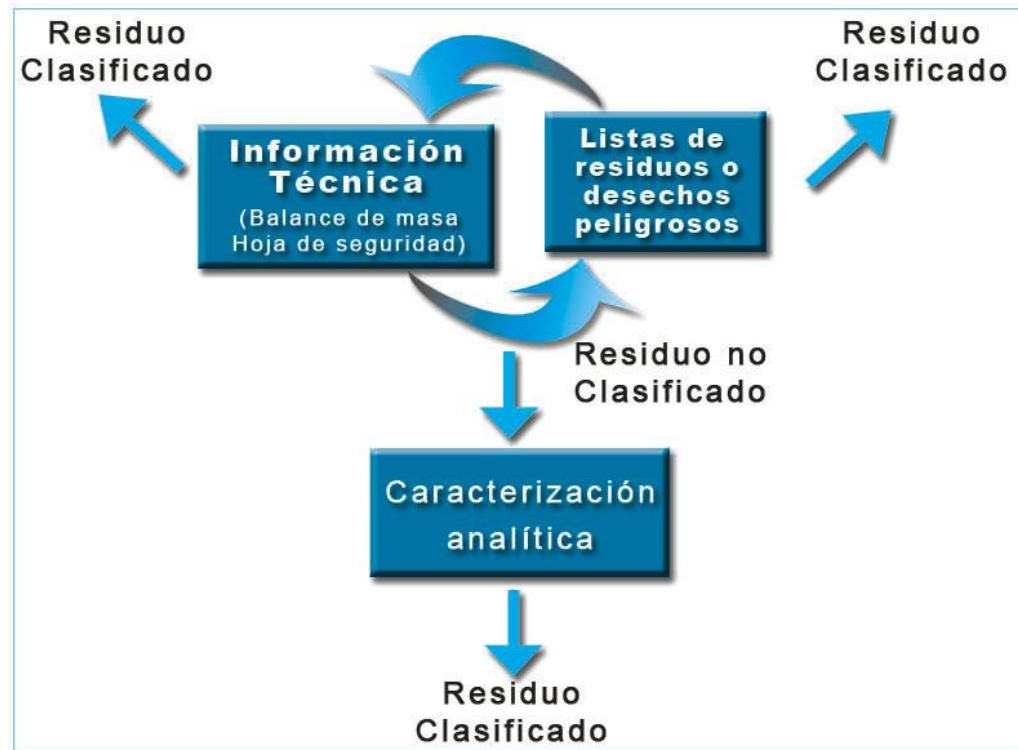 Residuo
Clasificado
Residuo
Clasificado
Información
Técnica
(Balance de masa
Hoja de seguridad)
Listas de
residuos o
desechos
peligrosos
Residuo no
Clasificado
Caracterización
analítica
Residuo
Clasificado